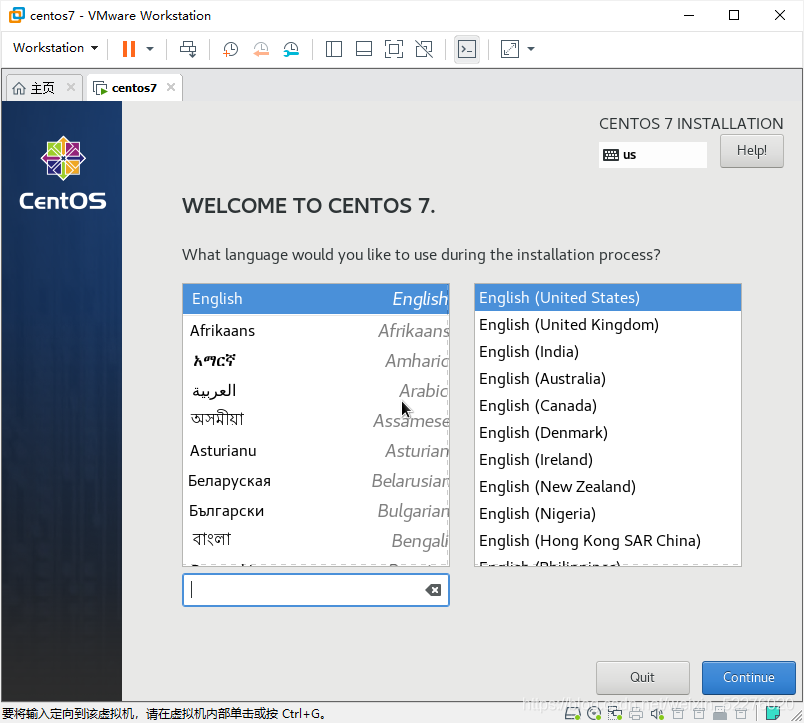 centos7 - VMware Workstation
Workstation
主页
centos7
CentOS
CENTOS 7 INSTALLATION
us
Help!
WELCOME TO CENTOS 7.
What language would you like to use during the installation process?
English English
Afrikaans Afrikaans
አማርኛ Amharic
العربية Arabic
অসমীয়া Assamese
Asturianu Asturian
Беларуская Belarusian
Български Bulgarian
বাংলা Bengali
English (United States)
English (United Kingdom)
English (India)
English (Australia)
English (Canada)
English (Denmark)
English (Ireland)
English (New Zealand)
English (Nigeria)
English (Hong Kong SAR China)
English (Philippines)
Quit
Continue
要将输入定向到该虚拟机，请在虚拟机内部单击或按 Ctrl+G。